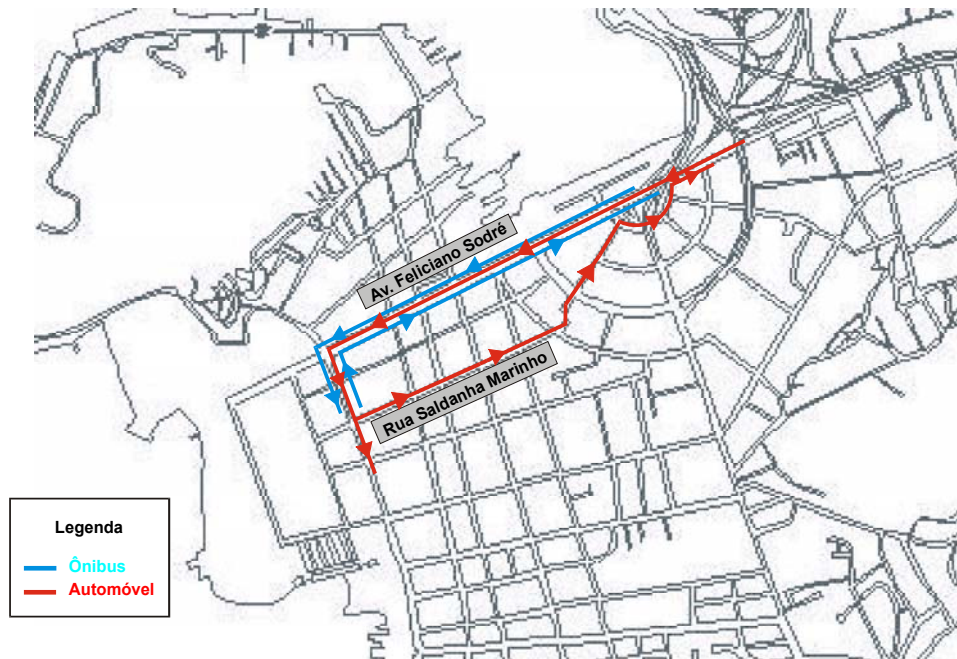 Av. Feliciano Sodré
Rua Saldanha Marinho
Legenda
Ônibus
Automóvel